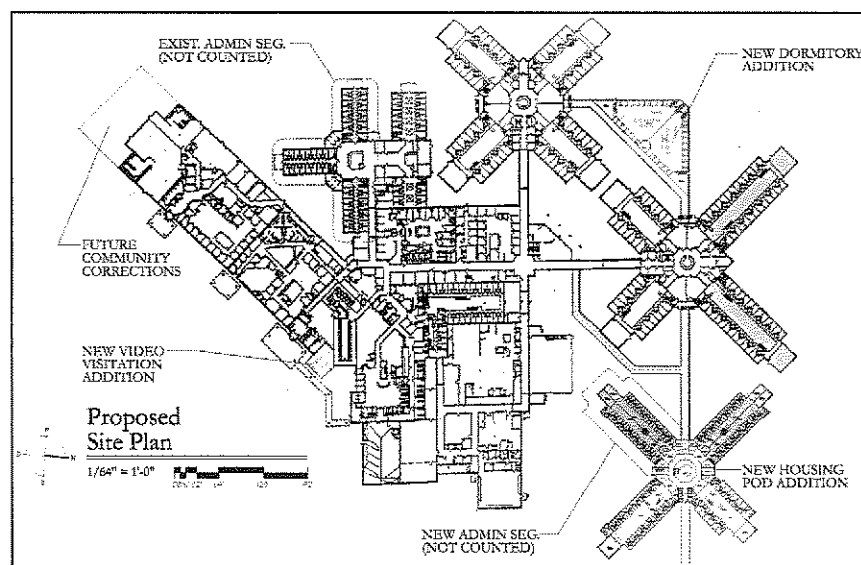 EXIST. ADMIN SEG.
(NOT COUNTED)
NEW DORMITORY
ADDITION
FUTURE
COMMUNITY
CORRECTIONS
NEW VIDEO
VISITATION
ADDITION
Proposed
Site Plan
1/64" = 1'-0"
NEW HOUSING
POD ADDITION
NEW ADMIN SEG.
(NOT COUNTED)